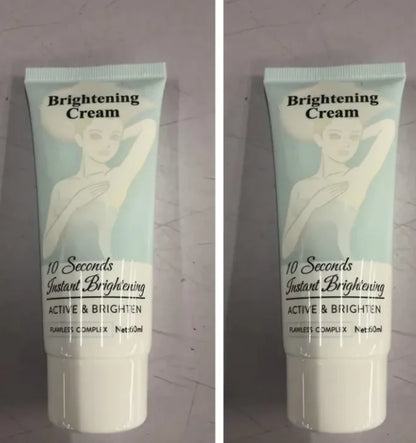 Brightening
Cream
10 Seconds
Instant Brightening
ACTIVE & BRIGHTEN
FLAWLESS COMPLEX Net:60ml
Brightening
Cream
10 Seconds
Instant Brightening
ACTIVE & BRIGHTEN
FLAWLESS COMPLEX Net:60ml